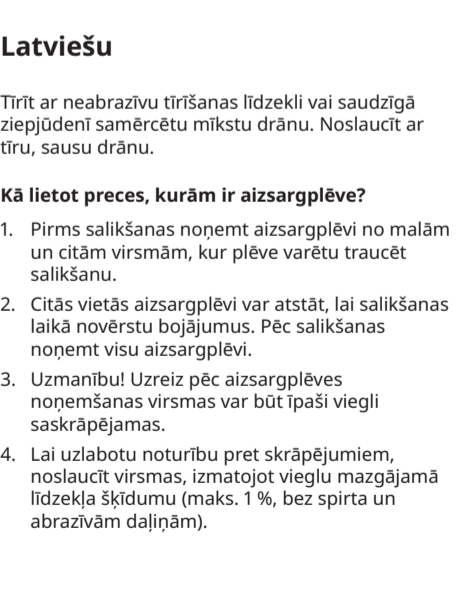 Latviešu
Tīrīt ar neabrazīvu tīrīšanas līdzekli vai saudzīgā
ziepjūdenī samērcētu mīkstu drānu. Noslaucīt ar
tīru, sausu drānu.
Kā lietot preces, kurām ir aizsargplēve?
1. Pirms salikšanas noņemt aizsargplēvi no malām
un citām virsmām, kur plēve varētu traucēt
salikšanu.
2. Citās vietās aizsargplēvi var atstāt, lai salikšanas
laikā novērstu bojājumus. Pēc salikšanas
noņemt visu aizsargplēvi.
3. Uzmanību! Uzreiz pēc aizsargplēves
noņemšanas virsmas var būt īpaši viegli
saskrāpējamas.
4. Lai uzlabotu noturību pret skrāpējumiem,
noslaucīt virsmas, izmatojot vieglu mazgājamā
līdzekļa šķīdumu (maks. 1 %, bez spirta un
abrazīvām daļiņām).